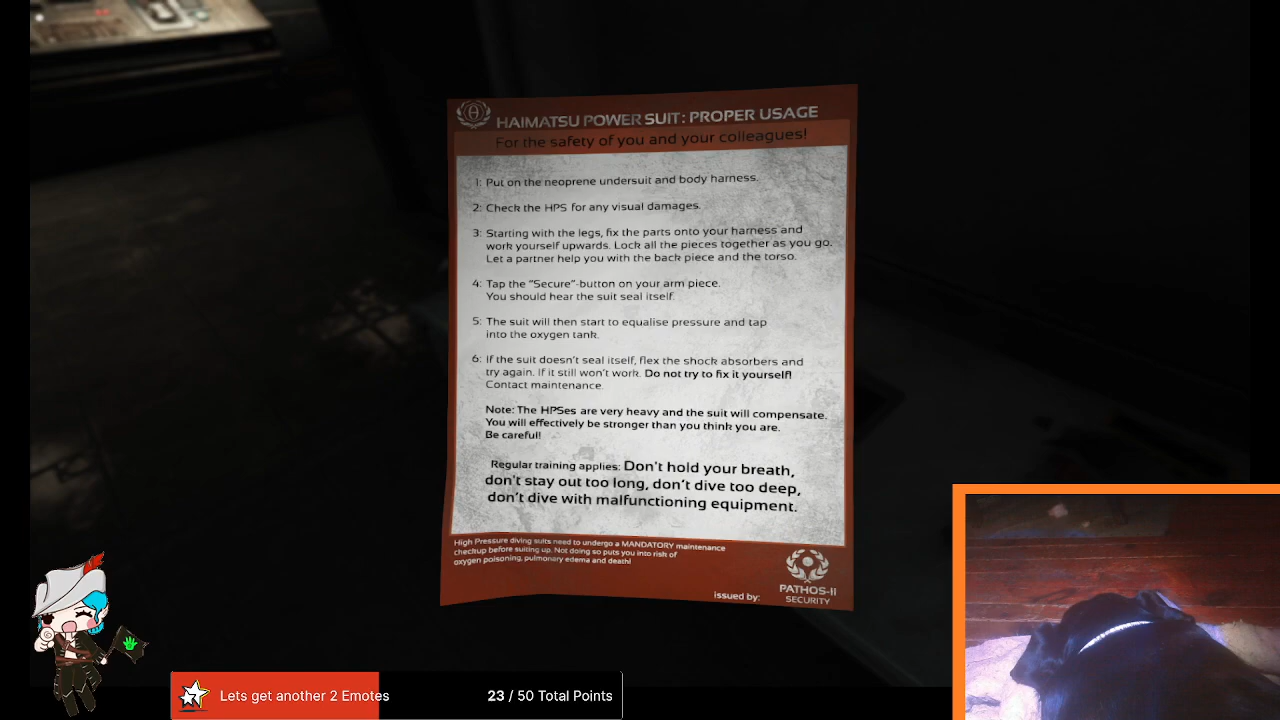 HAIMATSU POWER SUIT: PROPER USAGE
For the safety of you and your colleagues!
1: Put on the neoprene undersuit and body harness.
2: Check the HPS for any visual damages.
3: Starting with the legs, fix the parts onto your harness and
work yourself upwards. Lock all the pieces together as you go.
Let a partner help you with the back piece and the torso.
4: Tap the "Secure"-button on your arm piece.
You should hear the suit seal itself.
5: The suit will then start to equalise pressure and tap
into the oxygen tank.
6: If the suit doesn't seal itself, flex the shock absorbers and
try again. If it still won't work. Do not try to fix it yourself!
Contact maintenance.
Note: The HPSes are very heavy and the suit will compensate.
You will effectively be stronger than you think you are.
Be careful!
Regular training applies: Don't hold your breath,
don't stay out too long, don't dive too deep,
don't dive with malfunctioning equipment.
High Pressure diving suits need to undergo a MANDATORY maintenance
checkup before suiting up. Not doing so puts you into risk of
oxygen poisoning, pulmonary edema and death!
issued by:
PATHOS-II
SECURITY
Lets get another 2 Emotes
23 / 50 Total Points